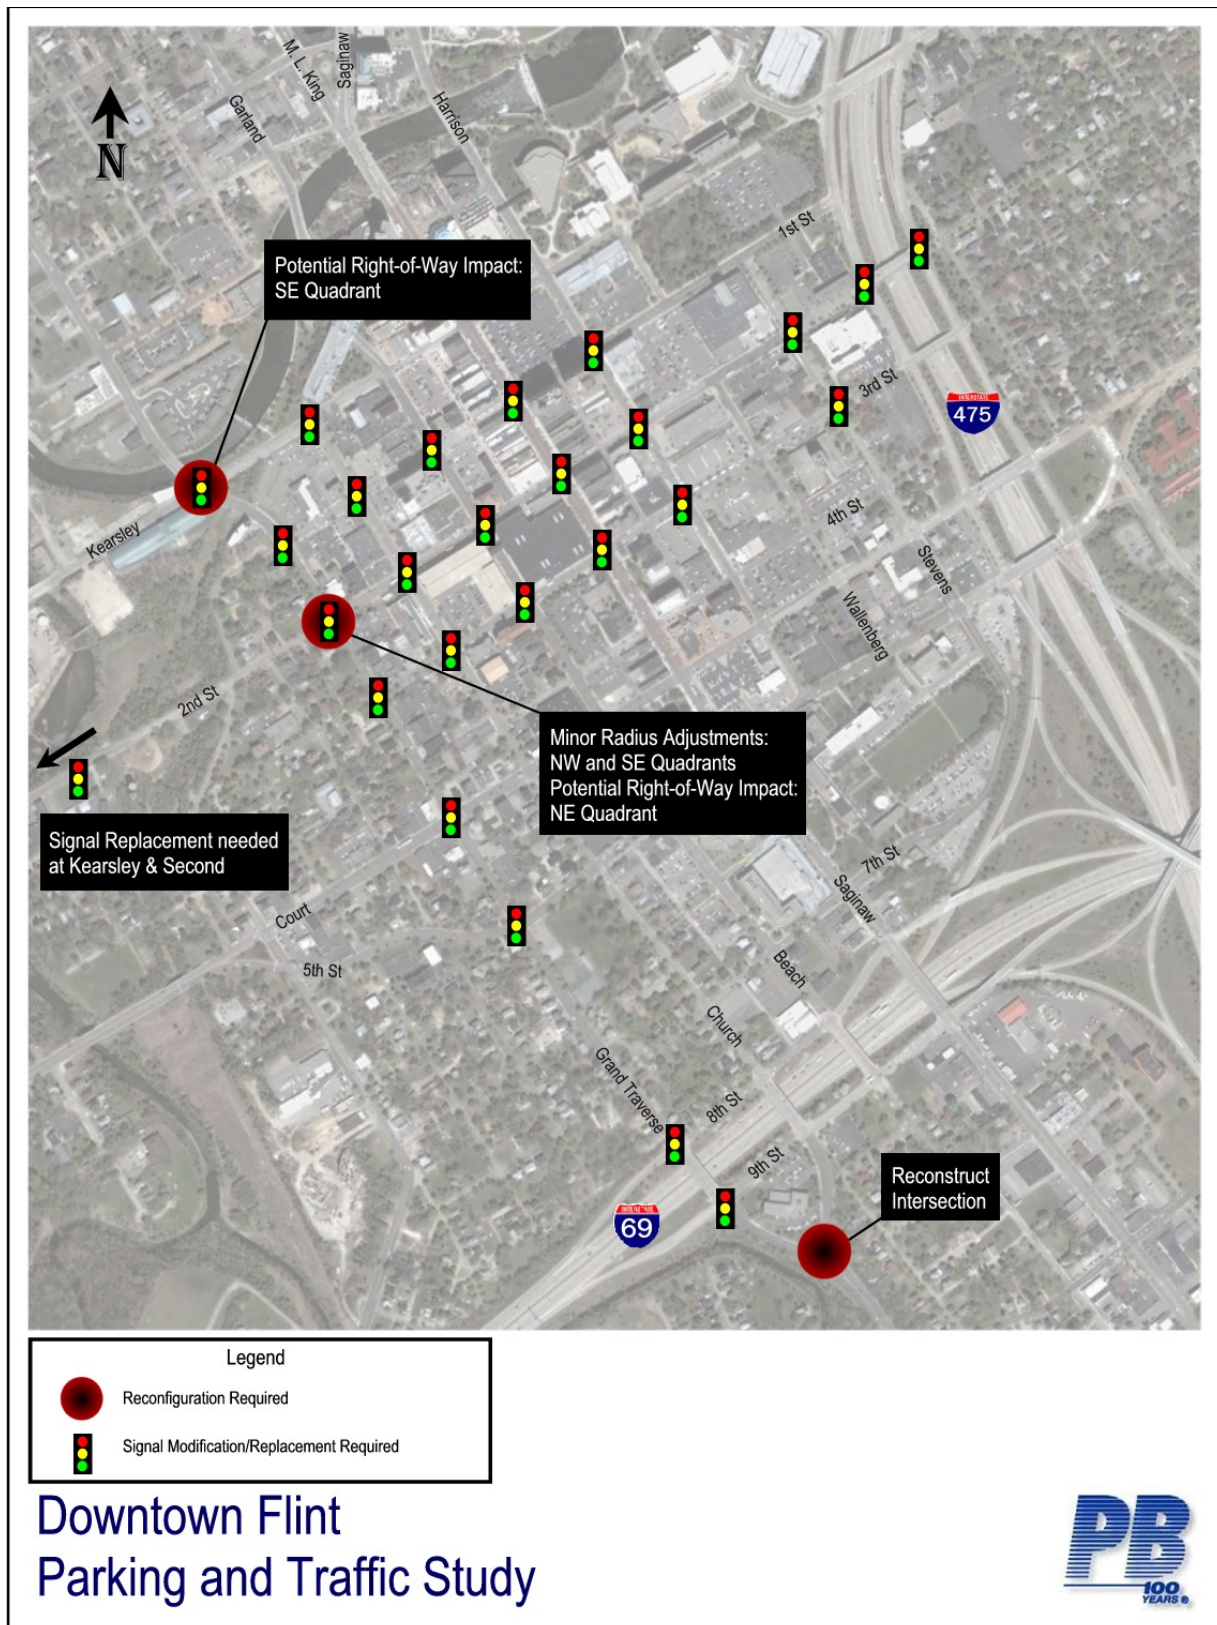 M. L. King
Saginaw
Garland
Harrison
N
1st St
Potential Right-of-Way Impact:
SE Quadrant
3rd St
INTERSTATE
475
4th St
Kearsley
Stevens
Wallenberg
2nd St
Minor Radius Adjustments:
NW and SE Quadrants
Potential Right-of-Way Impact:
NE Quadrant
Signal Replacement needed
at Kearsley & Second
7th St
Saginaw
Court
5th St
Beach
Church
Grand Traverse
8th St
9th St
Reconstruct
Intersection
69
Legend
Reconfiguration Required
Signal Modification/Replacement Required
Downtown Flint
Parking and Traffic Study
PB
100
YEARS ®